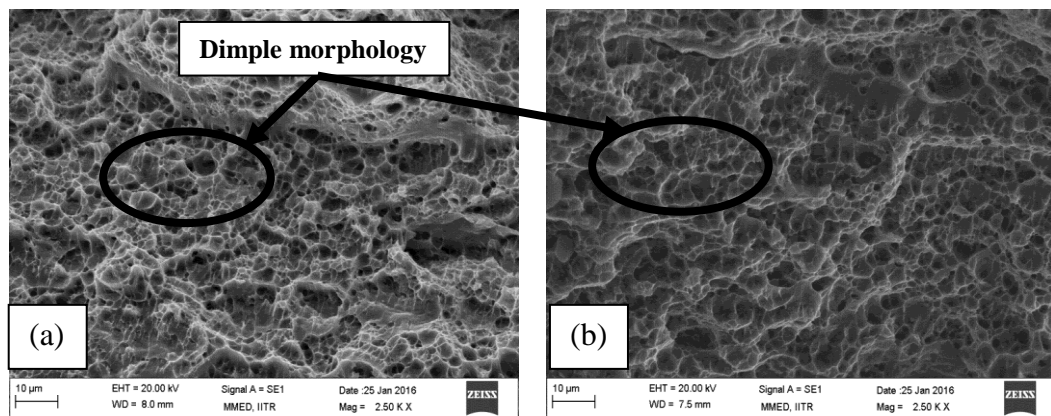 Dimple morphology
(a)
10 µm
EHT = 20.00 kV
Signal A = SE1
Date :25 Jan 2016
WD = 8.0 mm
MMED, IITR
Mag = 2.50 K X
ZEISS
(b)
10 µm
EHT = 20.00 kV
Signal A = SE1
Date :25 Jan 2016
WD = 7.5 mm
MMED, IITR
Mag = 2.50 K X
ZEISS